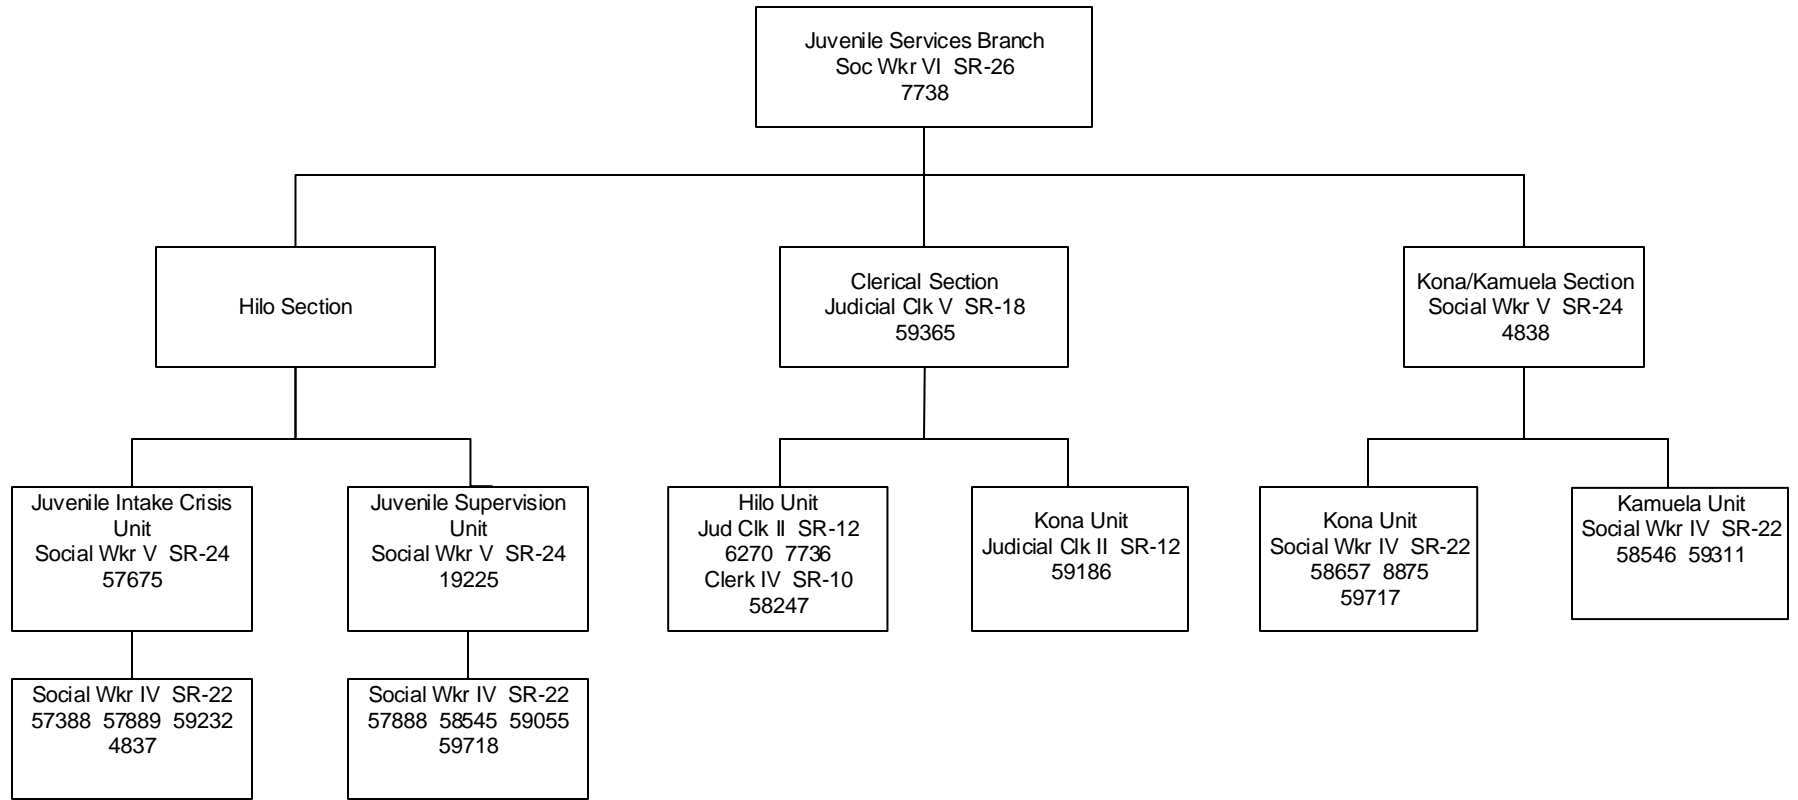 Juvenile Services Branch
Soc Wkr VI SR-26
7738
Hilo Section
Clerical Section
Judicial Clk V SR-18
59365
Kona/Kamuela Section
Social Wkr V SR-24
4838
Juvenile Intake Crisis
Unit
Social Wkr V SR-24
57675
Juvenile Supervision
Unit
Social Wkr V SR-24
19225
Hilo Unit
Jud Clk II SR-12
6270 7736
Clerk IV SR-10
58247
Kona Unit
Judicial Clk II SR-12
59186
Kona Unit
Social Wkr IV SR-22
58657 8875
59717
Kamuela Unit
Social Wkr IV SR-22
58546 59311
Social Wkr IV SR-22
57388 57889 59232
4837
Social Wkr IV SR-22
57888 58545 59055
59718